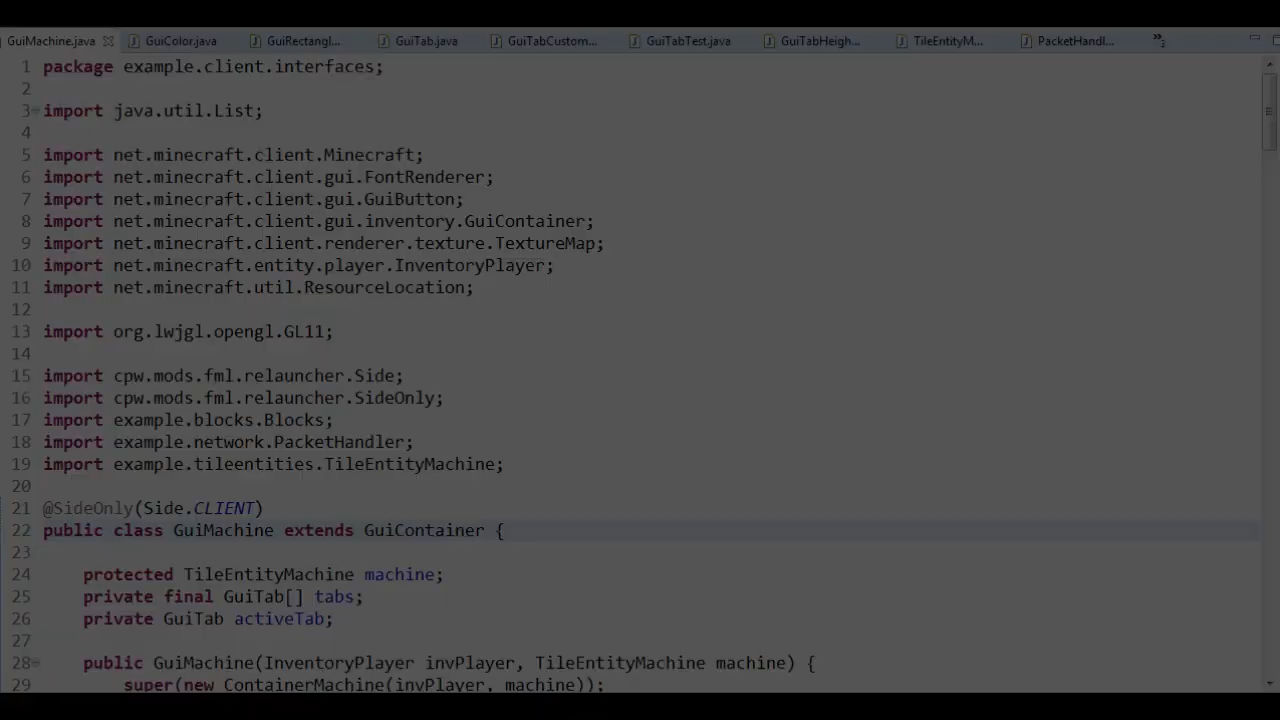 GuiMachine.java GuiColor.java GuiRectangl... GuiTab.java GuiTabCustom... GuiTabTest.java GuiTabHeigh... TileEntityM... PacketHandl...
1 package example.client.interfaces;
2
3 import java.util.List;
4
5 import net.minecraft.client.Minecraft;
6 import net.minecraft.client.gui.FontRenderer;
7 import net.minecraft.client.gui.GuiButton;
8 import net.minecraft.client.gui.inventory.GuiContainer;
9 import net.minecraft.client.renderer.texture.TextureMap;
10 import net.minecraft.entity.player.InventoryPlayer;
11 import net.minecraft.util.ResourceLocation;
12
13 import org.lwjgl.opengl.GL11;
14
15 import cpw.mods.fml.relauncher.Side;
16 import cpw.mods.fml.relauncher.SideOnly;
17 import example.blocks.Blocks;
18 import example.network.PacketHandler;
19 import example.tileentities.TileEntityMachine;
20
21 @SideOnly(Side.CLIENT)
22 public class GuiMachine extends GuiContainer {
23
24 protected TileEntityMachine machine;
25 private final GuiTab[] tabs;
26 private GuiTab activeTab;
27
28 public GuiMachine(InventoryPlayer invPlayer, TileEntityMachine machine) {
29 super(new ContainerMachine(invPlayer, machine));